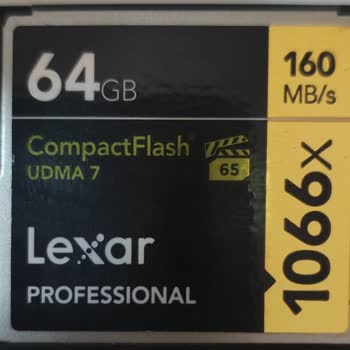 64GB
160
MB/s
CompactFlash
UDMA 7
65
Lexar
PROFESSIONAL
1066x